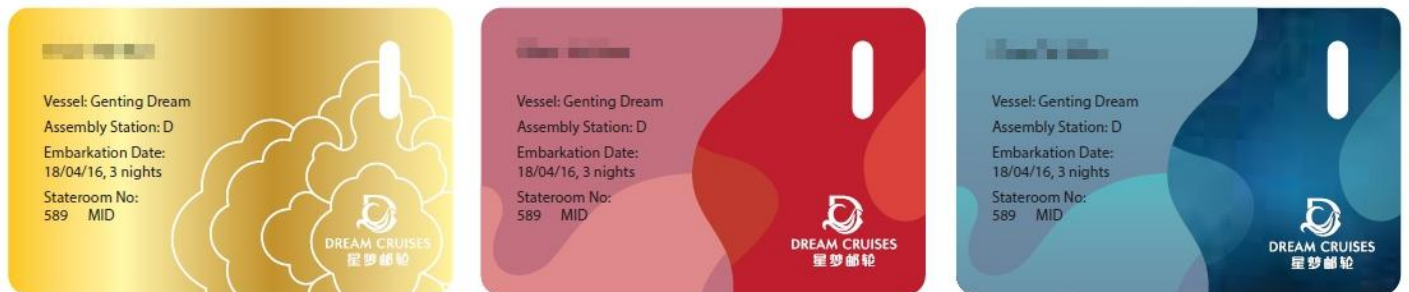 Vessel: Genting Dream
Assembly Station: D
Embarkation Date:
18/04/16, 3 nights
Stateroom No:
589 MID
DREAM CRUISES
星梦邮轮
Vessel: Genting Dream
Assembly Station: D
Embarkation Date:
18/04/16, 3 nights
Stateroom No:
589 MID
DREAM CRUISES
星梦邮轮
Vessel: Genting Dream
Assembly Station: D
Embarkation Date:
18/04/16, 3 nights
Stateroom No:
589 MID
DREAM CRUISES
星梦邮轮